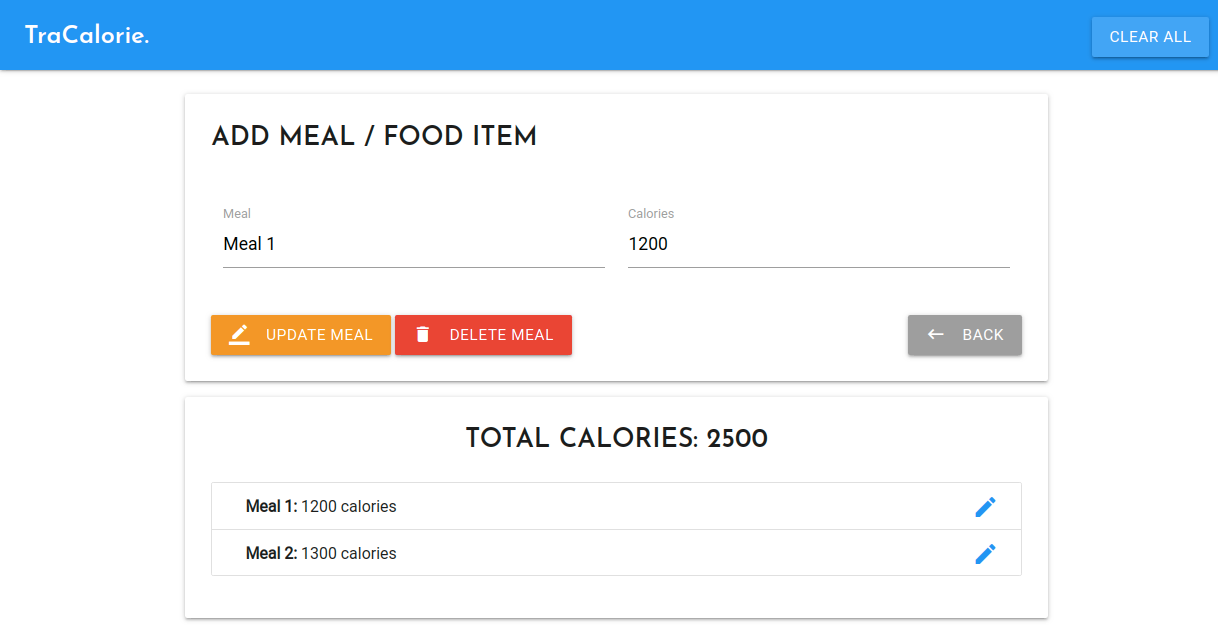 TraCalorie.
CLEAR ALL
ADD MEAL / FOOD ITEM
Meal
Calories
Meal 1
1200
UPDATE MEAL
DELETE MEAL
BACK
TOTAL CALORIES: 2500
Meal 1: 1200 calories
Meal 2: 1300 calories